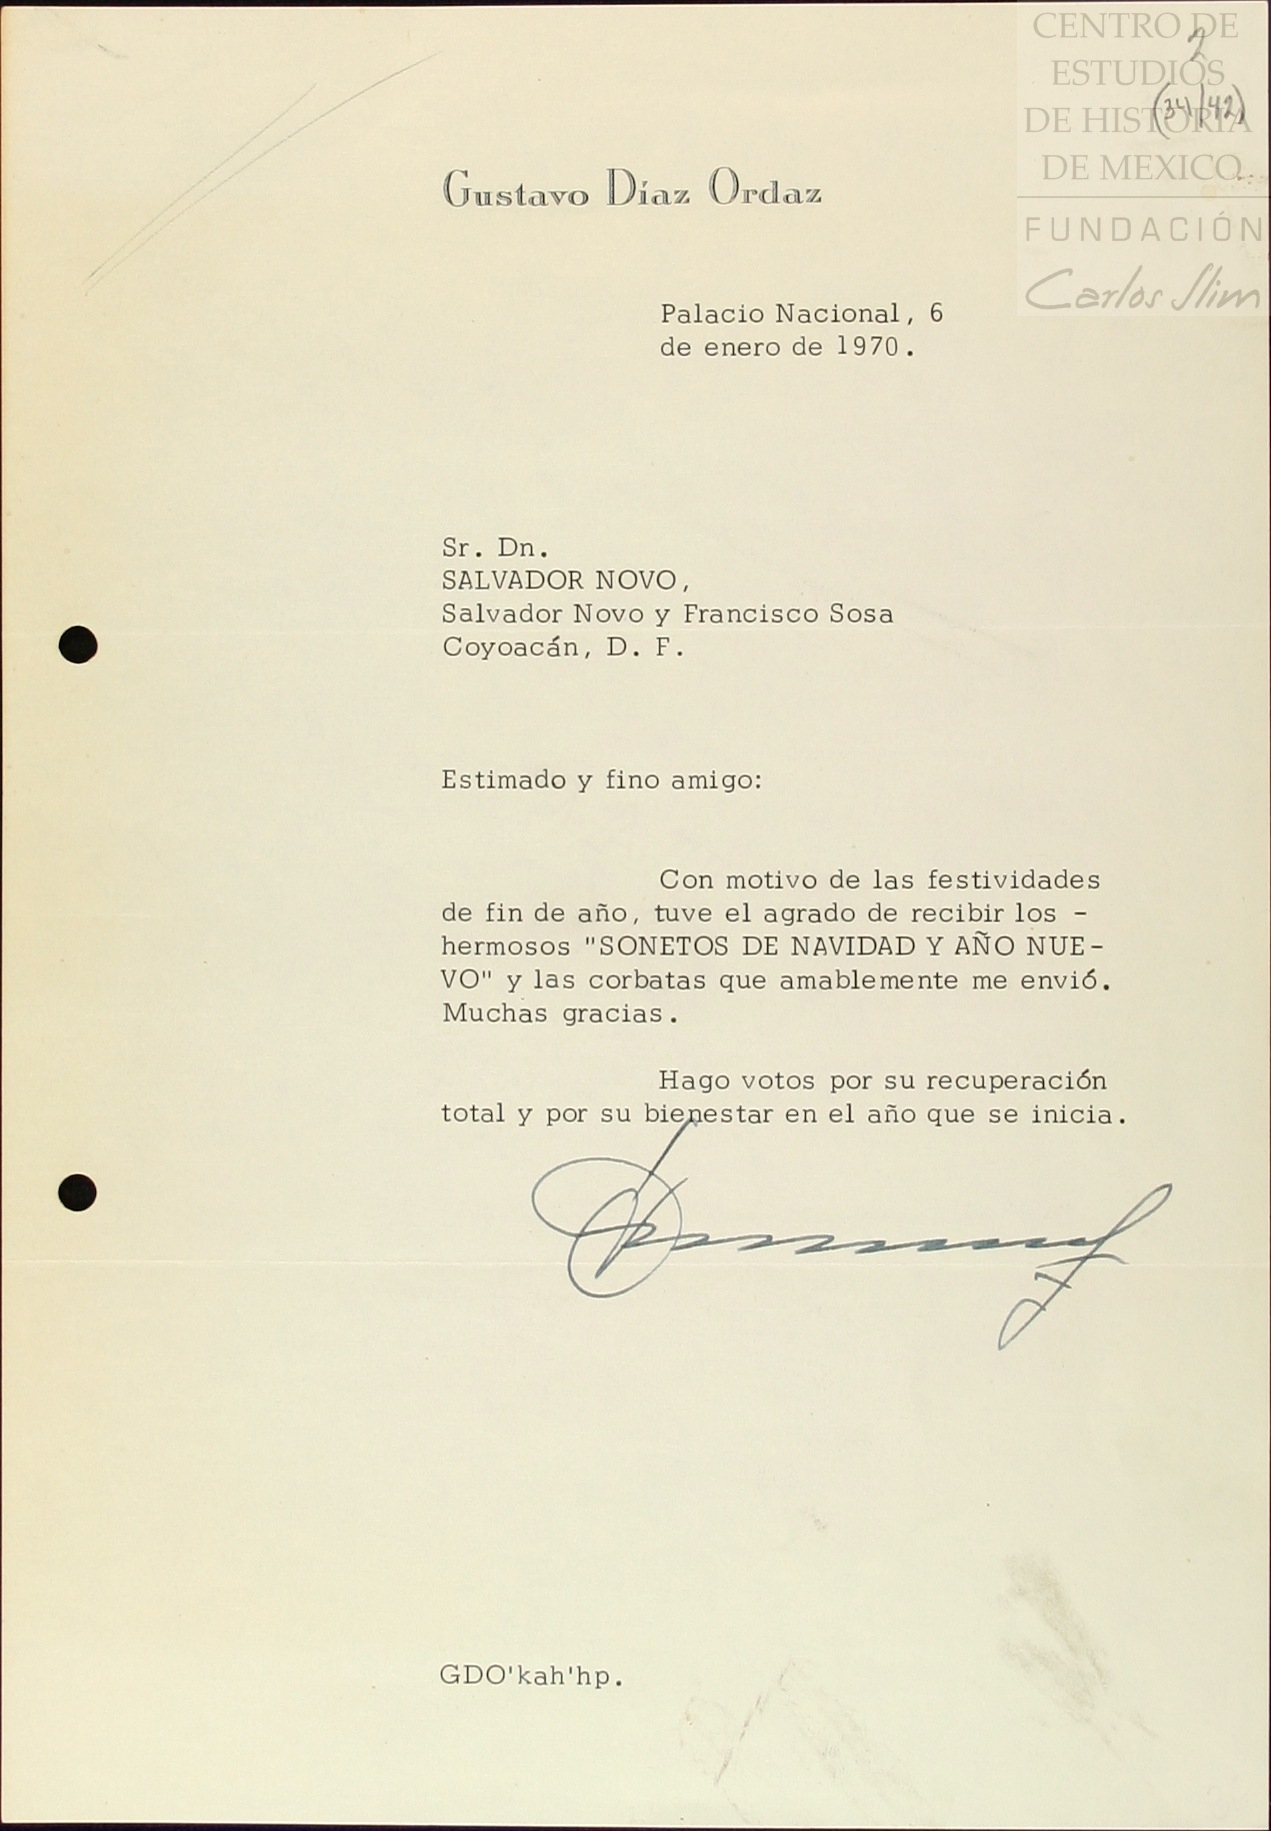 CENTRO DE
ESTUDIOS
DE HISTORIA
DE MEXICO
FUNDACIÓN
Carlos Slim
2
(341/42)
Gustavo Díaz Ordaz
Palacio Nacional, 6
de enero de 1970.
Sr. Dn.
SALVADOR NOVO,
Salvador Novo y Francisco Sosa
Coyoacán, D. F.
Estimado y fino amigo:
Con motivo de las festividades
de fin de año, tuve el agrado de recibir los -
hermosos "SONETOS DE NAVIDAD Y AÑO NUE-
VO" y las corbatas que amablemente me envió.
Muchas gracias.
Hago votos por su recuperación
total y por su bienestar en el año que se inicia.
GDO'kah'hp.